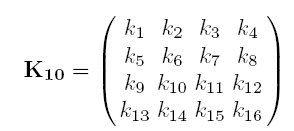 K₁₀ = ( k₁ k₂ k₃ k₄
k₅ k₆ k₇ k₈
k₉ k₁₀ k₁₁ k₁₂
k₁₃ k₁₄ k₁₅ k₁₆ )